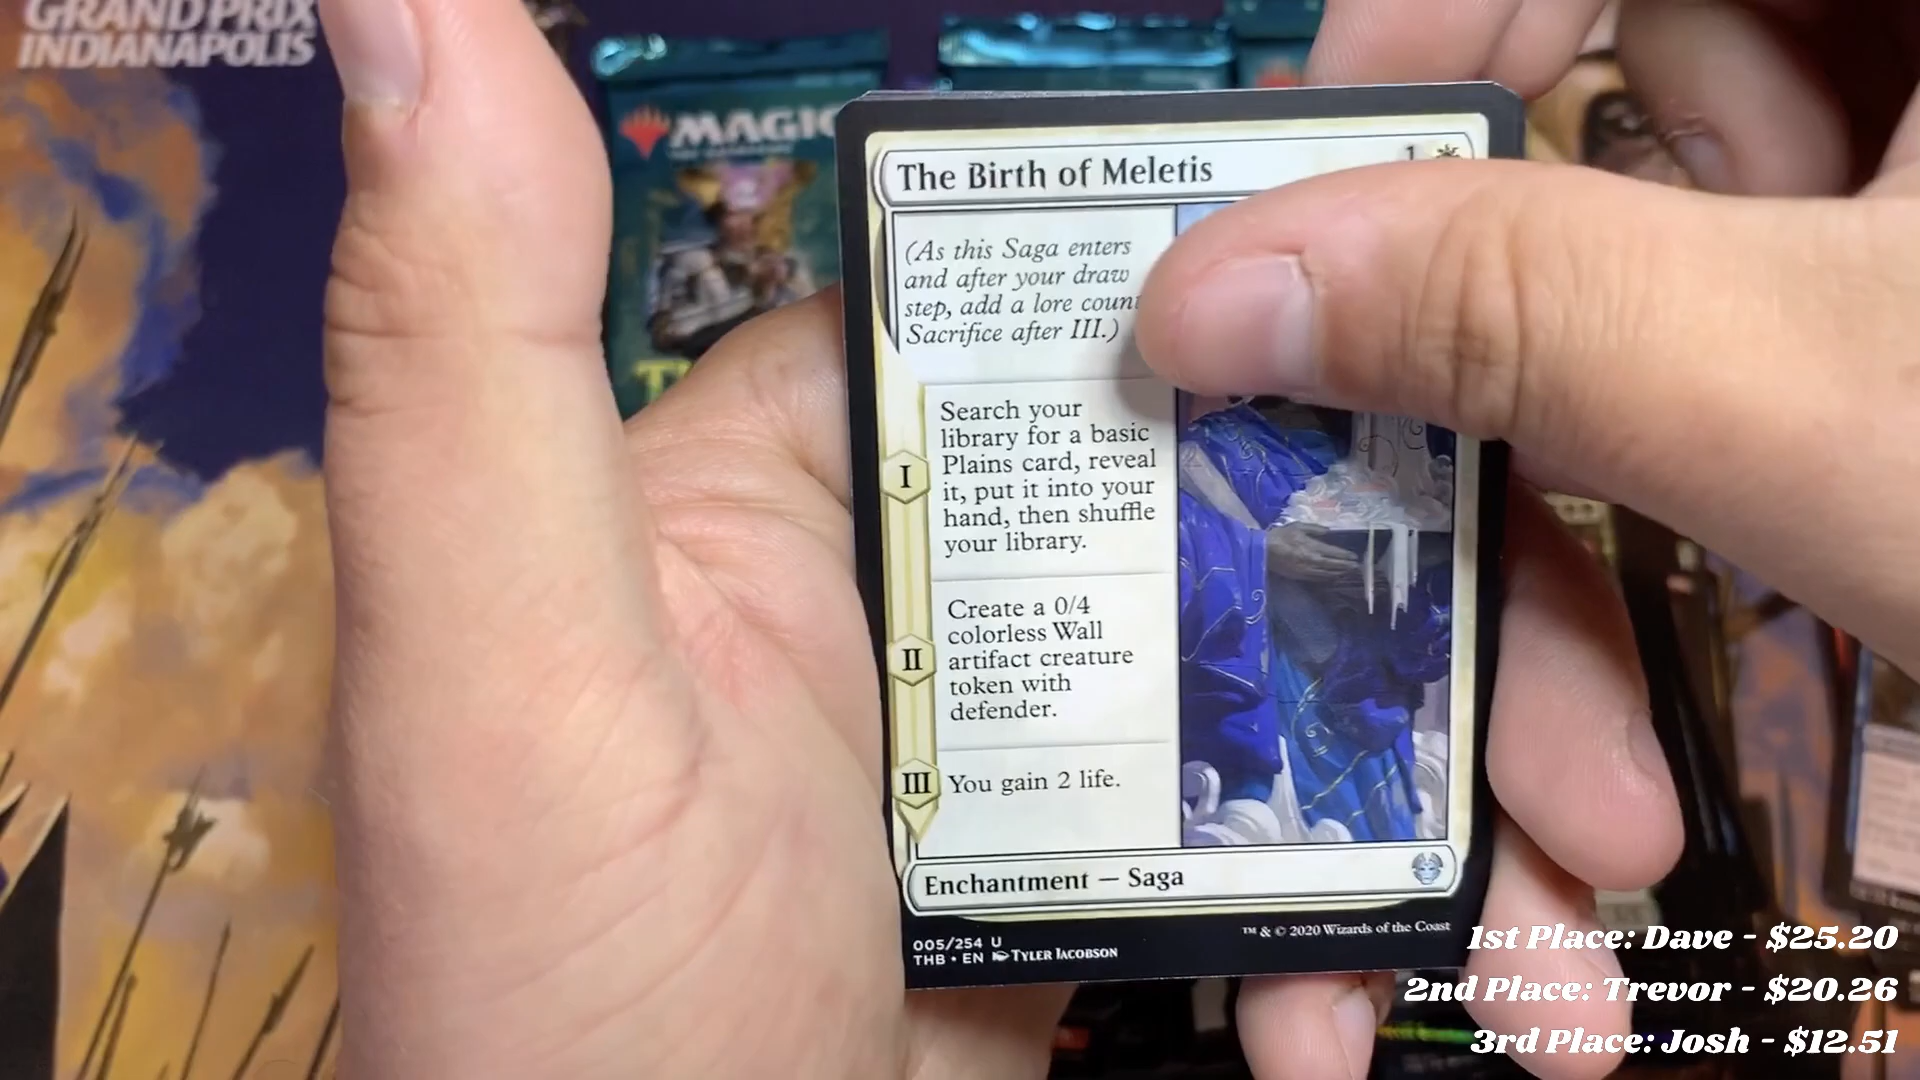 GRAND PRIX
INDIANAPOLIS
MAGIC
The Birth of Meletis
1
(As this Saga enters
and after your draw
step, add a lore
Sacrifice after III.)
I
Search your
library for a basic
Plains card, reveal
it, put it into your
hand, then shuffle
your library.
II
Create a 0/4
colorless Wall
artifact creature
token with
defender.
III
You gain 2 life.
Enchantment — Saga
005/254 U
THB • EN TYLER JACOBSON
™ & © 2020 Wizards of the Coast
1st Place: Dave - $25.20
2nd Place: Trevor - $20.26
3rd Place: Josh - $12.51